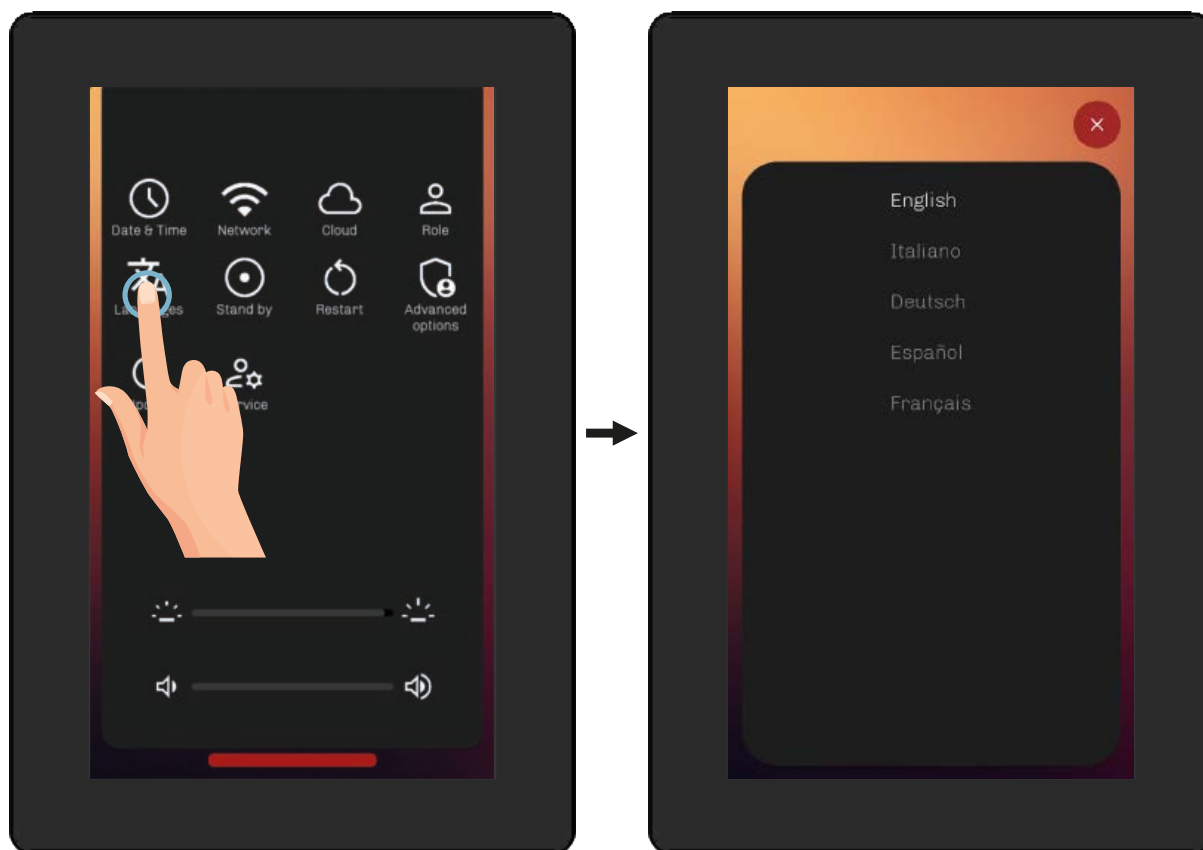 Date & Time
Network
Cloud
Role
Stand by
Restart
Advanced
options
English
Italiano
Deutsch
Español
Français